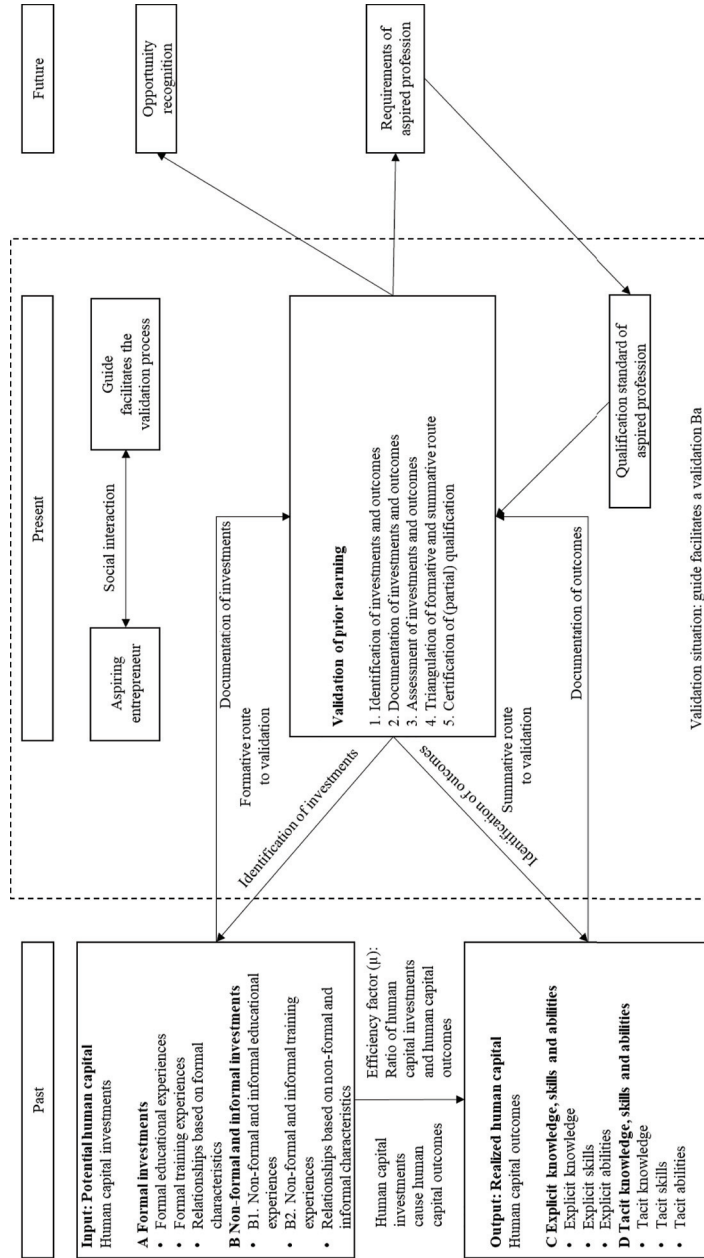 Past
Present
Future
Input: Potential human capital
Human capital investments
A Formal investments
• Formal educational experiences
• Formal training experiences
• Relationships based on formal
characteristics
B Non-formal and informal investments
• B1. Non-formal and informal educational
experiences
• B2. Non-formal and informal training
experiences
• Relationships based on non-formal and
informal characteristics
Human capital
investments
cause human
capital outcomes
Efficiency factor (μ):
Ratio of human
capital investments
and human capital
outcomes
Output: Realized human capital
Human capital outcomes
C Explicit knowledge, skills and abilities
• Explicit knowledge
• Explicit skills
• Explicit abilities
D Tacit knowledge, skills and abilities
• Tacit knowledge
• Tacit skills
• Tacit abilities
Aspiring
entrepreneur
Social interaction
Guide
facilitates the
validation process
Documentation of investments
Formative route
to validation
Identification of investments
Validation of prior learning
1. Identification of investments and outcomes
2. Documentation of investments and outcomes
3. Assessment of investments and outcomes
4. Triangulation of formative and summative route
5. Certification of (partial) qualification
Identification of outcomes
Summative route
to validation
Documentation of outcomes
Qualification standard of
aspired profession
Validation situation: guide facilitates a validation Ba
Opportunity
recognition
Requirements of
aspired profession